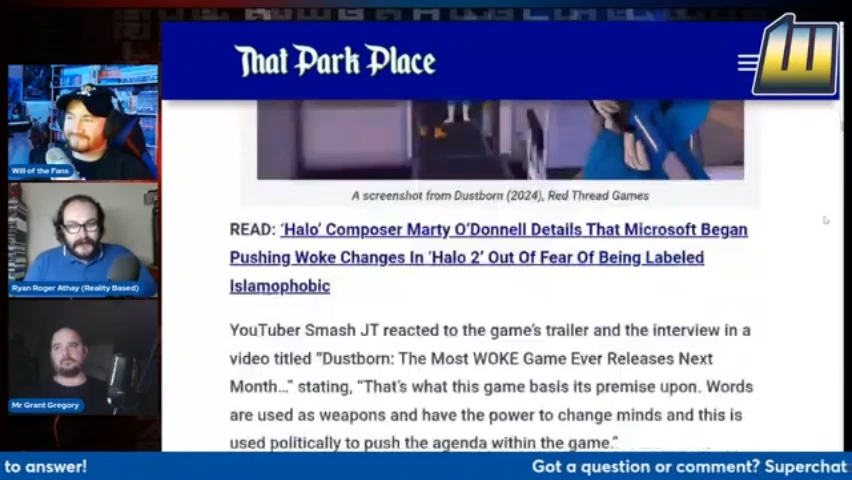 That Park Place
Will of the Fans
A screenshot from Dustborn (2024), Red Thread Games
READ: ‘Halo’ Composer Marty O’Donnell Details That Microsoft Began
Pushing Woke Changes In ‘Halo 2’ Out Of Fear Of Being Labeled
Islamophobic
Ryan Roger Athay (Reality Based)
YouTuber Smash JT reacted to the game’s trailer and the interview in a
video titled “Dustborn: The Most WOKE Game Ever Releases Next
Month…” stating, “That’s what this game basis its premise upon. Words
are used as weapons and have the power to change minds and this is
used politically to push the agenda within the game.”
Mr Grant Gregory
to answer! Got a question or comment? Superchat